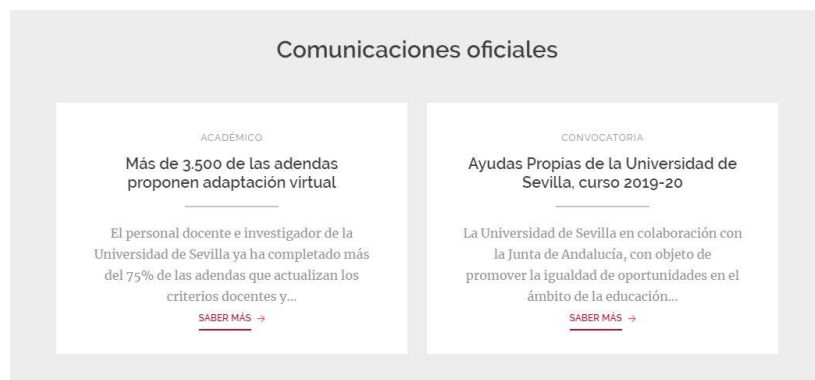 Comunicaciones oficiales
ACADÉMICO
Más de 3.500 de las adendas
proponen adaptación virtual
El personal docente e investigador de la
Universidad de Sevilla ya ha completado más
del 75% de las adendas que actualizan los
criterios docentes y...
SABER MÁS →
CONVOCATORIA
Ayudas Propias de la Universidad de
Sevilla, curso 2019-20
La Universidad de Sevilla en colaboración con
la Junta de Andalucía, con objeto de
promover la igualdad de oportunidades en el
ámbito de la educación...
SABER MÁS →